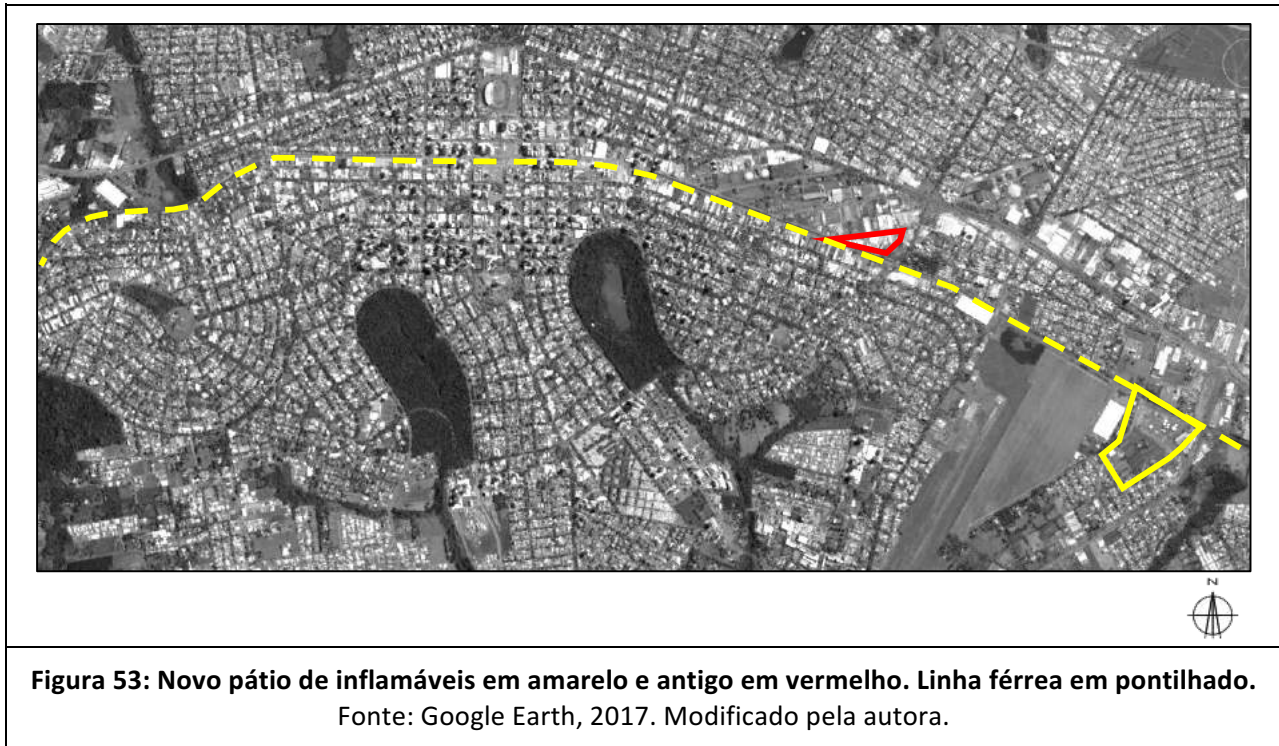 N
Figura 53: Novo pátio de inflamáveis em amarelo e antigo em vermelho. Linha férrea em pontilhado.
Fonte: Google Earth, 2017. Modificado pela autora.